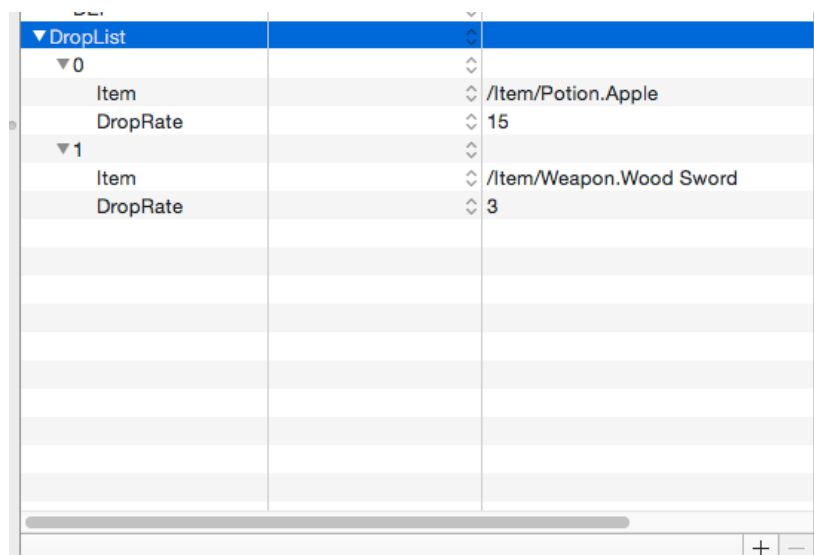 DropList
0
Item /Item/Potion.Apple
DropRate 15
1
Item /Item/Weapon.Wood Sword
DropRate 3